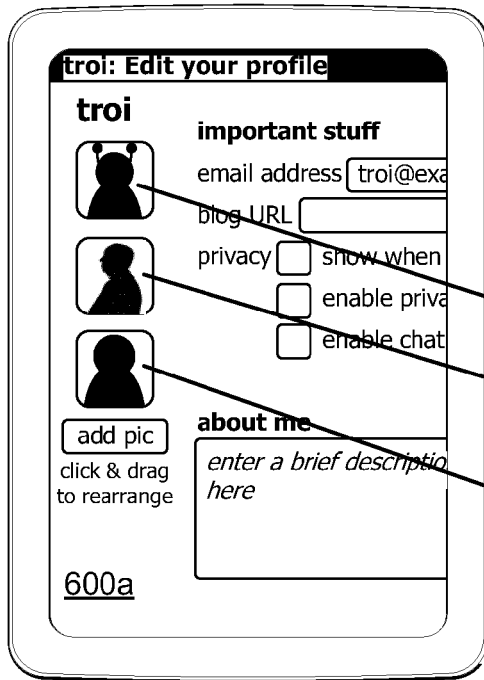 troi: Edit your profile
troi
important stuff
email address troi@exa
blog URL
privacy show when
enable priva
enable chat
add pic
click & drag
to rearrange
about me
enter a brief descriptio
here
600a